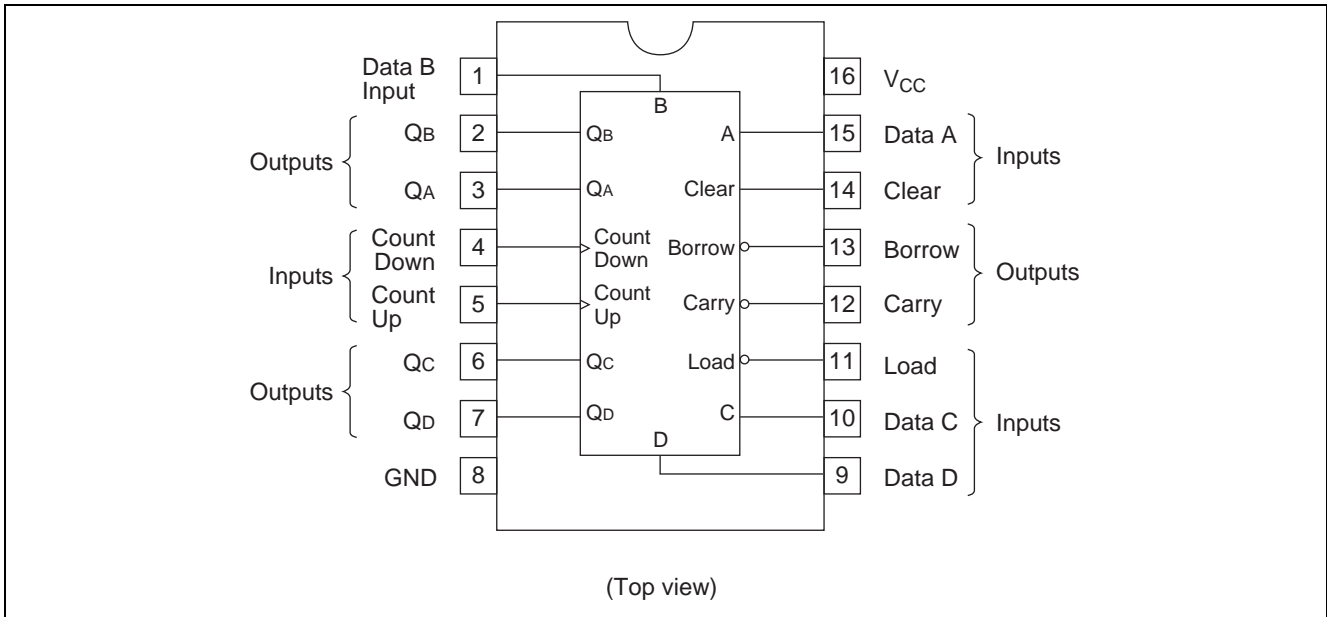 Data B
Input
1
16
VCC
B
QB
2
QB
A
15
Data A
Outputs
Inputs
QA
3
QA
Clear
14
Clear
Count
Down
4
Count
Down
Borrow
13
Borrow
Inputs
Outputs
Count
Up
5
Count
Up
Carry
12
Carry
QC
6
QC
Load
11
Load
Outputs
Inputs
QD
7
QD
C
10
Data C
D
GND
8
9
Data D
(Top view)